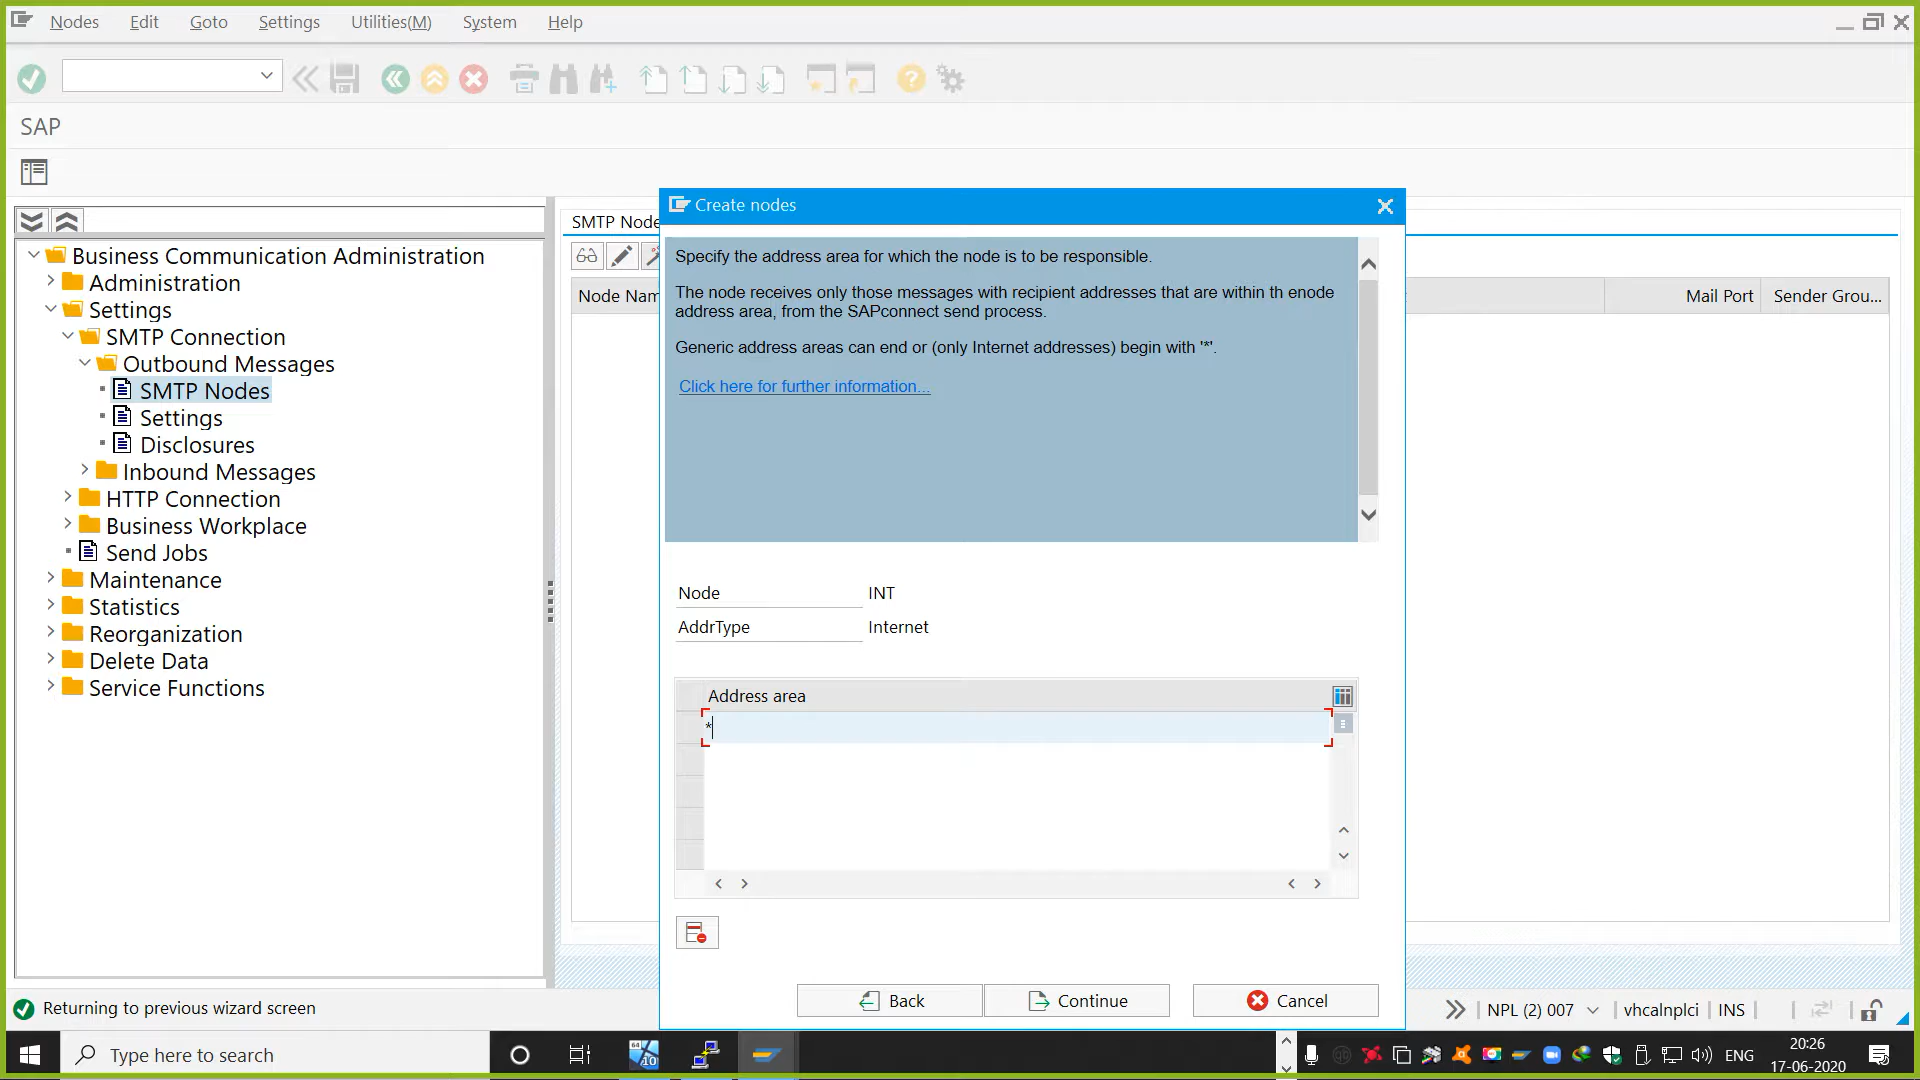 Nodes Edit Goto Settings Utilities(M) System Help
SAP
Business Communication Administration
Administration
Settings
SMTP Connection
Outbound Messages
SMTP Nodes
Settings
Disclosures
Inbound Messages
HTTP Connection
Business Workplace
Send Jobs
Maintenance
Statistics
Reorganization
Delete Data
Service Functions
SMTP Node
Node Nam
Mail Port Sender Grou...
Create nodes
Specify the address area for which the node is to be responsible.
The node receives only those messages with recipient addresses that are within th enode
address area, from the SAPconnect send process.
Generic address areas can end or (only Internet addresses) begin with '*'.
Click here for further information...
Node INT
AddrType Internet
Address area
*
Back Continue Cancel
Returning to previous wizard screen
NPL (2) 007 vhcalnplci INS
Type here to search
64
10
ENG
20:26
17-06-2020